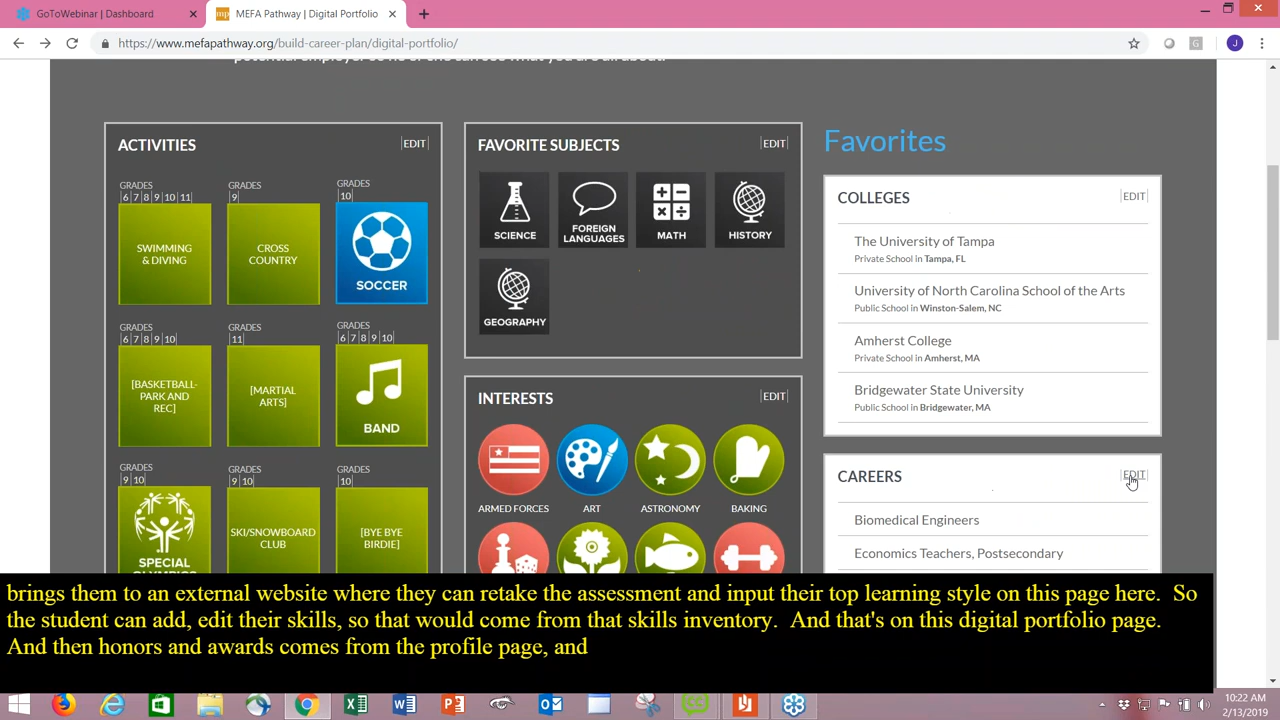 GoToWebinar | Dashboard
MEFA Pathway | Digital Portfolio
https://www.mefapathway.org/build-career-plan/digital-portfolio/
J
G
ACTIVITIES
EDIT
GRADES
|6|7|8|9|10|11|
SWIMMING
& DIVING
GRADES
|9|
CROSS
COUNTRY
GRADES
|10|
SOCCER
GRADES
|6|7|8|9|10|
[BASKETBALL-
PARK AND
REC]
GRADES
|11|
[MARTIAL
ARTS]
GRADES
|6|7|8|9|10|
BAND
GRADES
|9|10|
SPECIAL
GRADES
|9|10|
SKI/SNOWBOARD
CLUB
GRADES
|10|
[BYE BYE
BIRDIE]
FAVORITE SUBJECTS
EDIT
SCIENCE
FOREIGN
LANGUAGES
MATH
HISTORY
GEOGRAPHY
INTERESTS
EDIT
ARMED FORCES
ART
ASTRONOMY
BAKING
Favorites
COLLEGES
EDIT
The University of Tampa
Private School in Tampa, FL
University of North Carolina School of the Arts
Public School in Winston-Salem, NC
Amherst College
Private School in Amherst, MA
Bridgewater State University
Public School in Bridgewater, MA
CAREERS
EDIT
Biomedical Engineers
Economics Teachers, Postsecondary
brings them to an external website where they can retake the assessment and input their top learning style on this page here.  So
the student can add, edit their skills, so that would come from that skills inventory.  And that's on this digital portfolio page.
And then honors and awards comes from the profile page, and
10:22 AM
2/13/2019